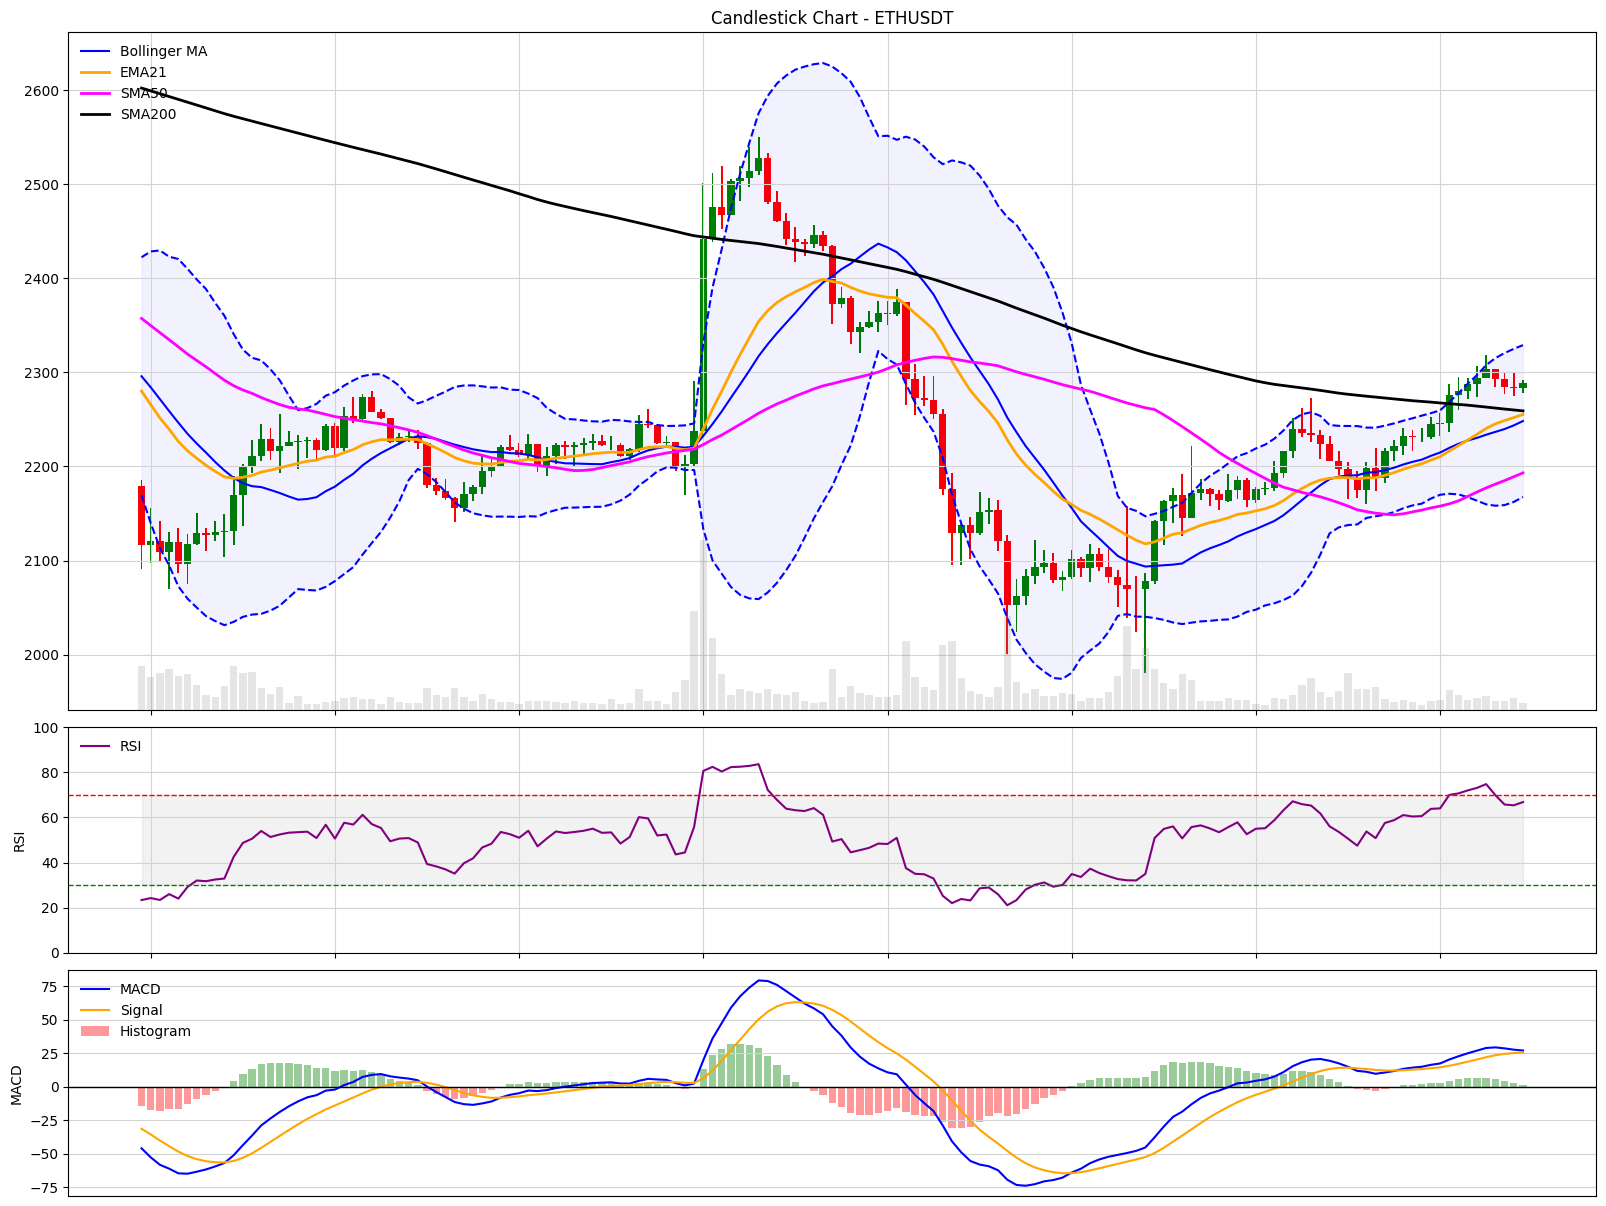 Candlestick Chart - ETHUSDT
Bollinger MA
EMA21
SMA50
SMA200
2600
2500
2400
2300
2200
2100
2000
RSI
100
80
60
40
20
0
RSI
MACD
Signal
Histogram
75
50
25
0
−25
−50
−75
MACD